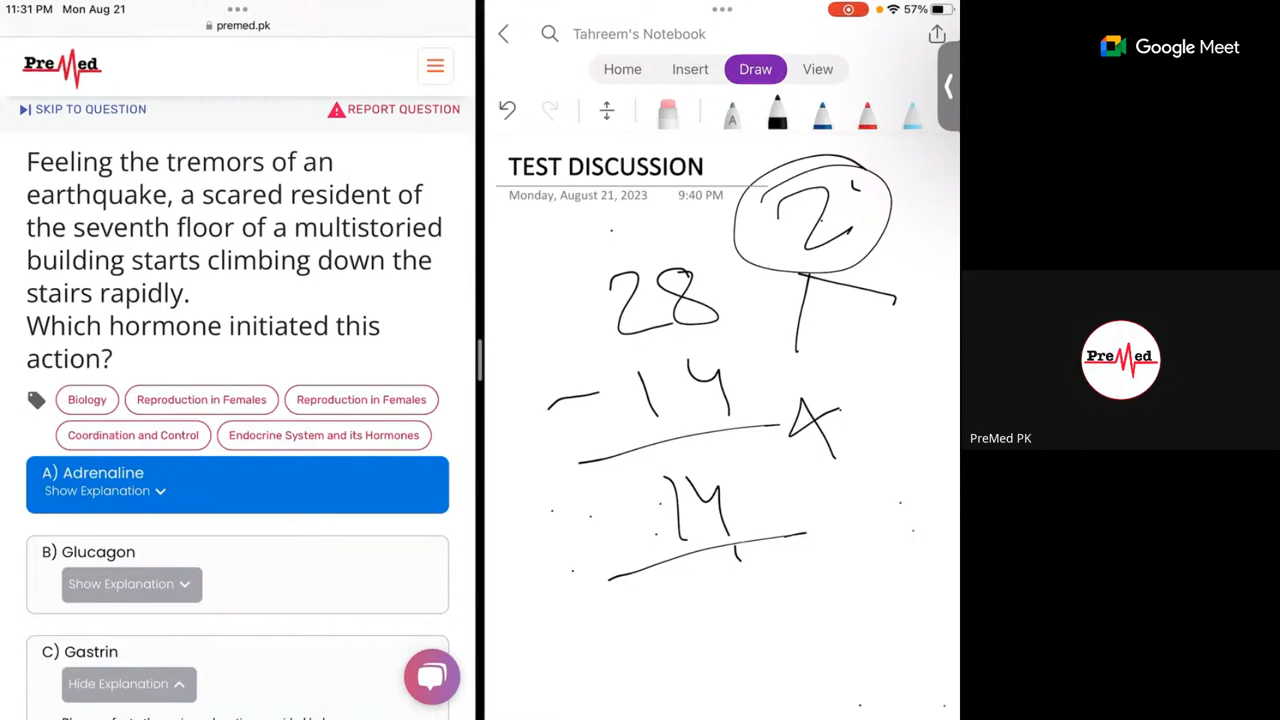 11:31 PM Mon Aug 21
premed.pk
57%
PreMed
SKIP TO QUESTION
REPORT QUESTION
Feeling the tremors of an
earthquake, a scared resident of
the seventh floor of a multistoried
building starts climbing down the
stairs rapidly.
Which hormone initiated this
action?
Biology
Reproduction in Females
Reproduction in Females
Coordination and Control
Endocrine System and its Hormones
A) Adrenaline
Show Explanation
B) Glucagon
Show Explanation
C) Gastrin
Hide Explanation
Tahreem's Notebook
Home Insert Draw View
A
TEST DISCUSSION
Monday, August 21, 2023 9:40 PM
2
28
- 14
14
Google Meet
PreMed
PreMed PK